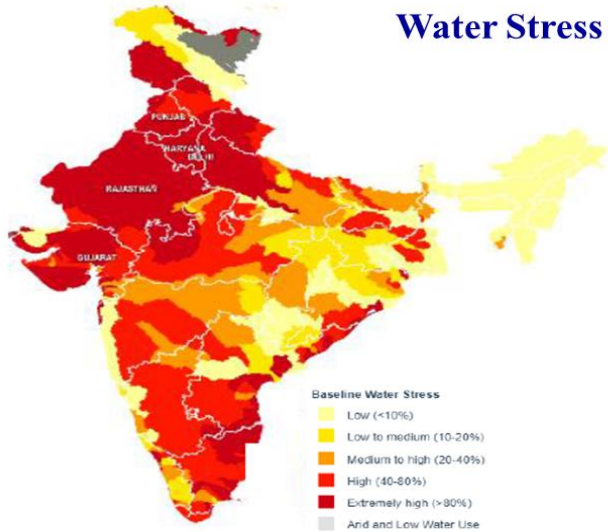 Water Stress
PUNJAB
HARYANA
DELHI
RAJASTHAN
GUJARAT
Baseline Water Stress
Low (<10%)
Low to medium (10-20%)
Medium to high (20-40%)
High (40-80%)
Extremely high (>80%)
Arid and Low Water Use